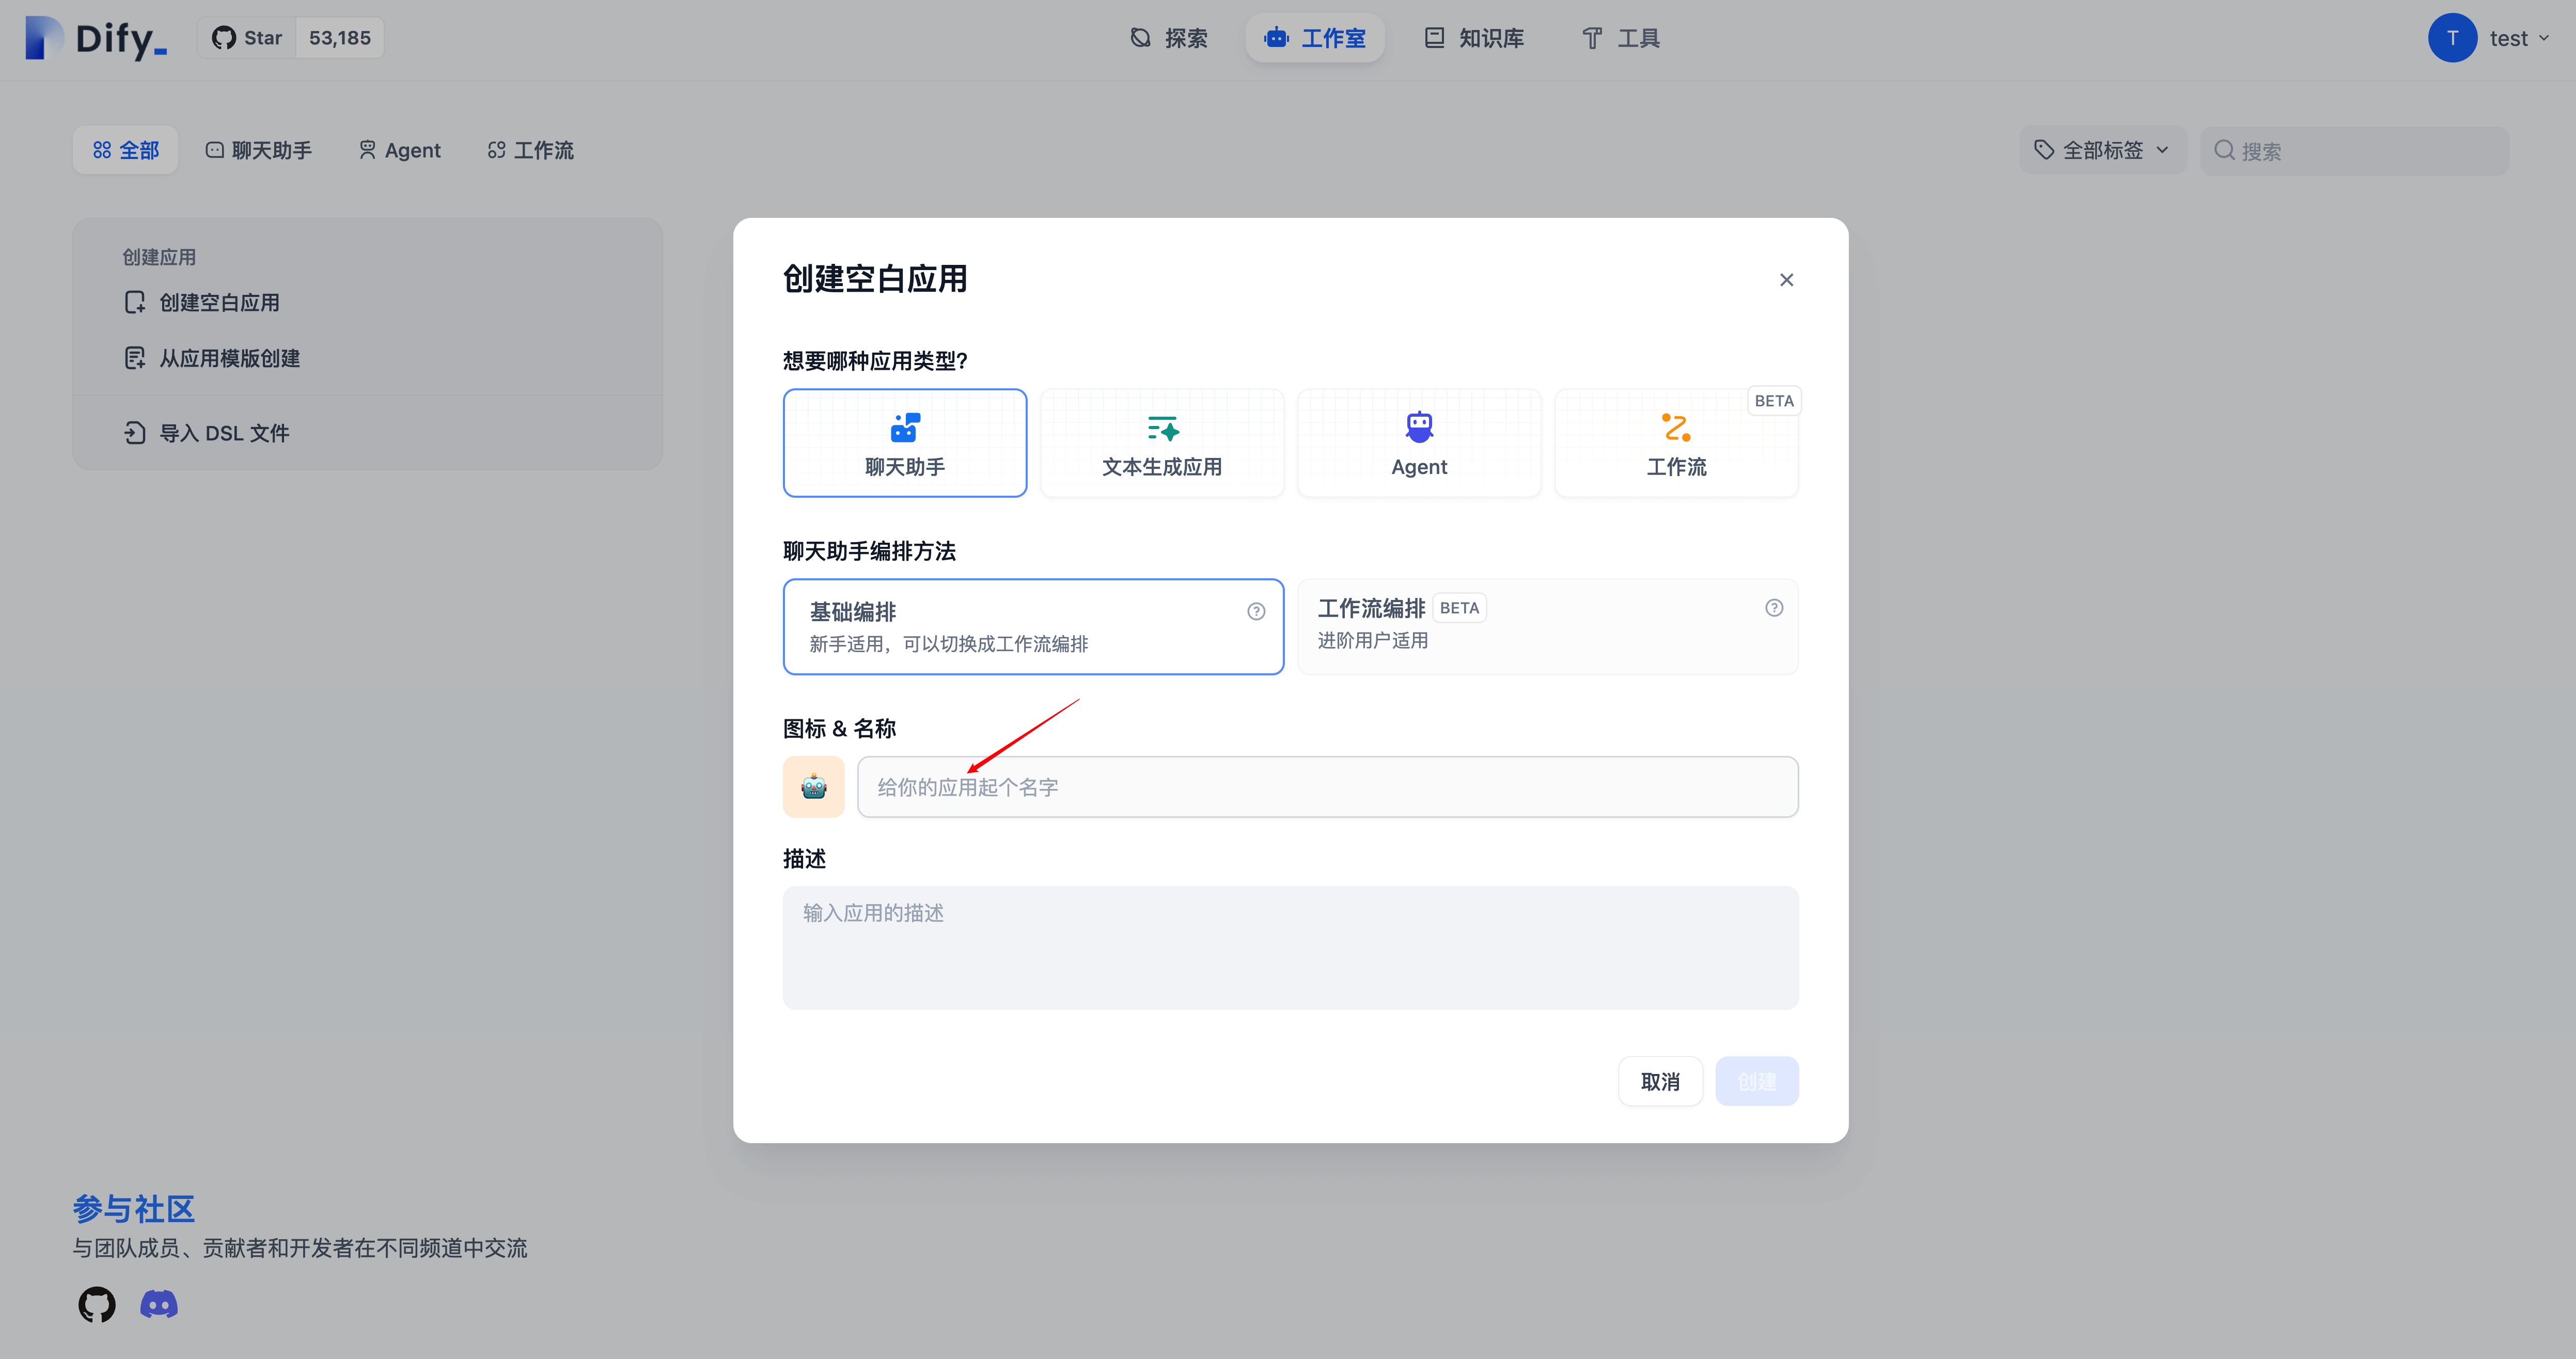 Dify_
Star 53,185
探索
工作室
知识库
工具
T test
全部
聊天助手
Agent
工作流
全部标签
搜索
创建应用
创建空白应用
从应用模版创建
导入 DSL 文件
创建空白应用
想要哪种应用类型?
聊天助手
文本生成应用
Agent
工作流
BETA
聊天助手编排方法
基础编排
新手适用，可以切换成工作流编排
工作流编排 BETA
进阶用户适用
图标 & 名称
给你的应用起个名字
描述
输入应用的描述
取消
创建
参与社区
与团队成员、贡献者和开发者在不同频道中交流